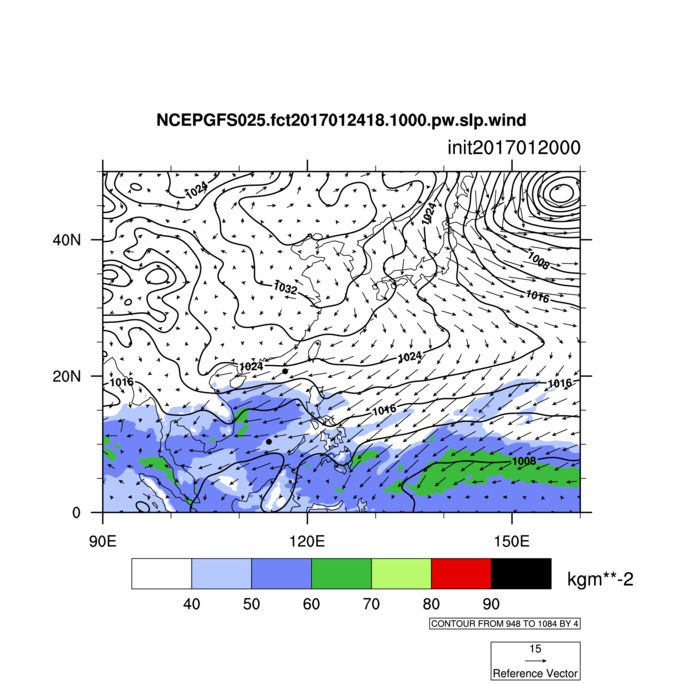 NCEPGFS025.fct2017012418.1000.pw.slp.wind
init2017012000
1024
1024
40N
1008
1032
1016
1024
1024
20N
1016
1016
1016
1008
0
90E 120E 150E
40 50 60 70 80 90
kgm**-2
CONTOUR FROM 948 TO 1084 BY 4
15
Reference Vector